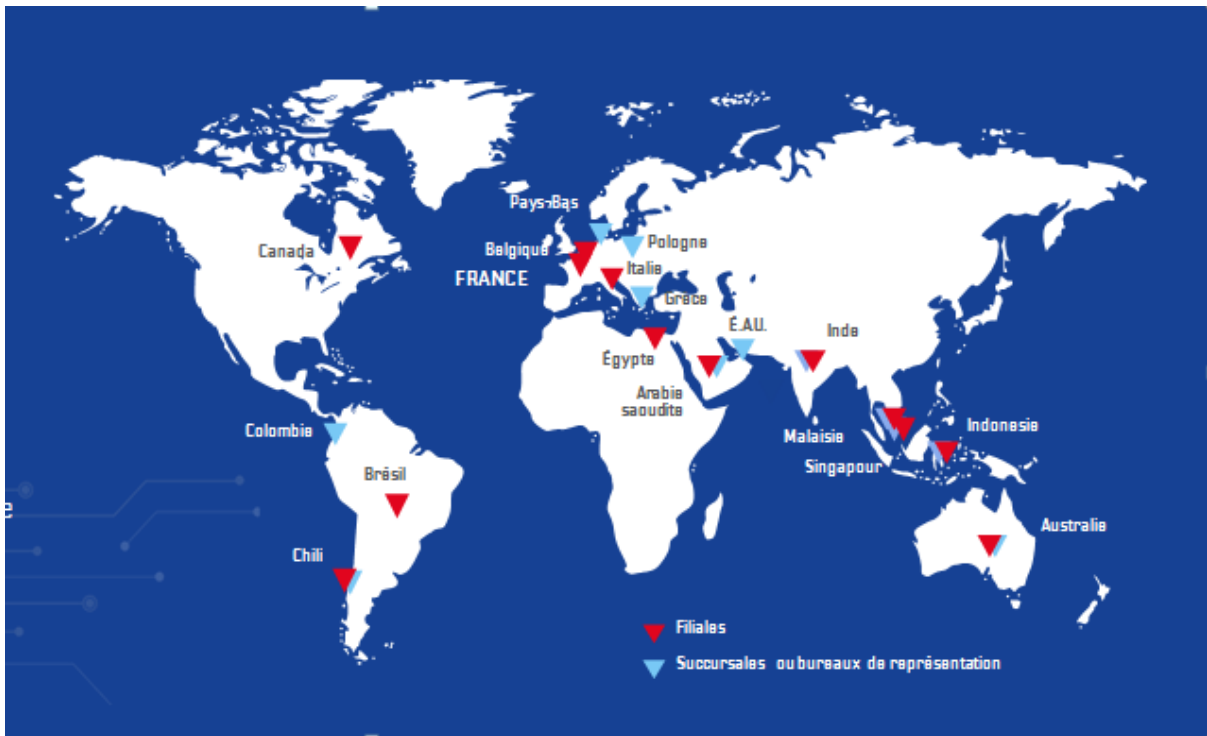 Pays-Bas
Belgique
Pologne
Canada
Italie
FRANCE
Grèce
É.A.U.
Inde
Égypte
Arabie
saoudite
Colombie
Malaisie
Indonesie
Singapour
Brésil
Australie
Chili
Filiales
Succursales ou bureaux de représentation